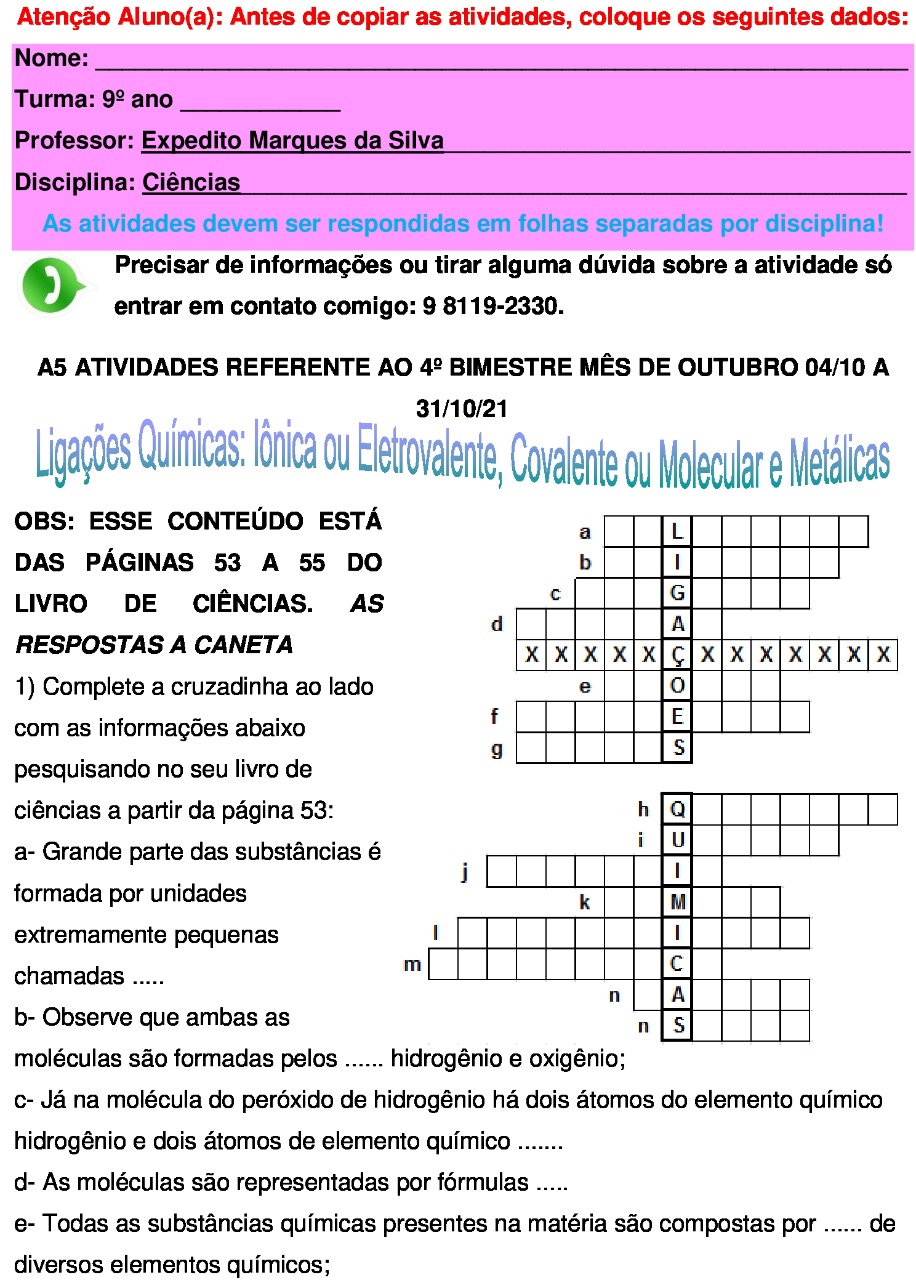 Atenção Aluno(a): Antes de copiar as atividades, coloque os seguintes dados:
Nome: ____________________________________________________________
Turma: 9º ano ____________
Professor: Expedito Marques da Silva___________________________________
Disciplina: Ciências__________________________________________________
As atividades devem ser respondidas em folhas separadas por disciplina!
Precisar de informações ou tirar alguma dúvida sobre a atividade só
entrar em contato comigo: 9 8119-2330.
A5 ATIVIDADES REFERENTE AO 4º BIMESTRE MÊS DE OUTUBRO 04/10 A
31/10/21
Ligações Químicas: Iônica ou Eletrovalente, Covalente ou Molecular e Metálicas
OBS: ESSE CONTEÚDO ESTÁ
DAS PÁGINAS 53 A 55 DO
LIVRO DE CIÊNCIAS. AS
RESPOSTAS A CANETA
1) Complete a cruzadinha ao lado
com as informações abaixo
pesquisando no seu livro de
ciências a partir da página 53:
a- Grande parte das substâncias é
formada por unidades
extremamente pequenas
chamadas .....
b- Observe que ambas as
a L
b I
c G
d A
X X X X X Ç X X X X X X X
e O
f E
g S
h Q
i U
j I
k M
l I
m C
n A
n S
moléculas são formadas pelos ...... hidrogênio e oxigênio;
c- Já na molécula do peróxido de hidrogênio há dois átomos do elemento químico
hidrogênio e dois átomos de elemento químico .......
d- As moléculas são representadas por fórmulas .....
e- Todas as substâncias químicas presentes na matéria são compostas por ...... de
diversos elementos químicos;